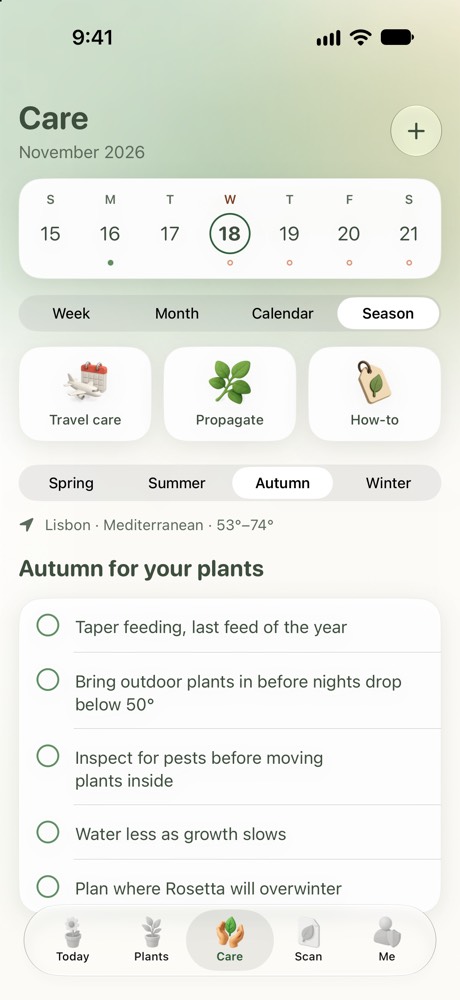 9:41
Care
November 2026
S M T W T F S
15 16 17 18 19 20 21
Week Month Calendar Season
Travel care Propagate How-to
Spring Summer Autumn Winter
Lisbon · Mediterranean · 53°–74°
Autumn for your plants
Taper feeding, last feed of the year
Bring outdoor plants in before nights drop
below 50°
Inspect for pests before moving
plants inside
Water less as growth slows
Plan where Rosetta will overwinter
Today Plants Care Scan Me